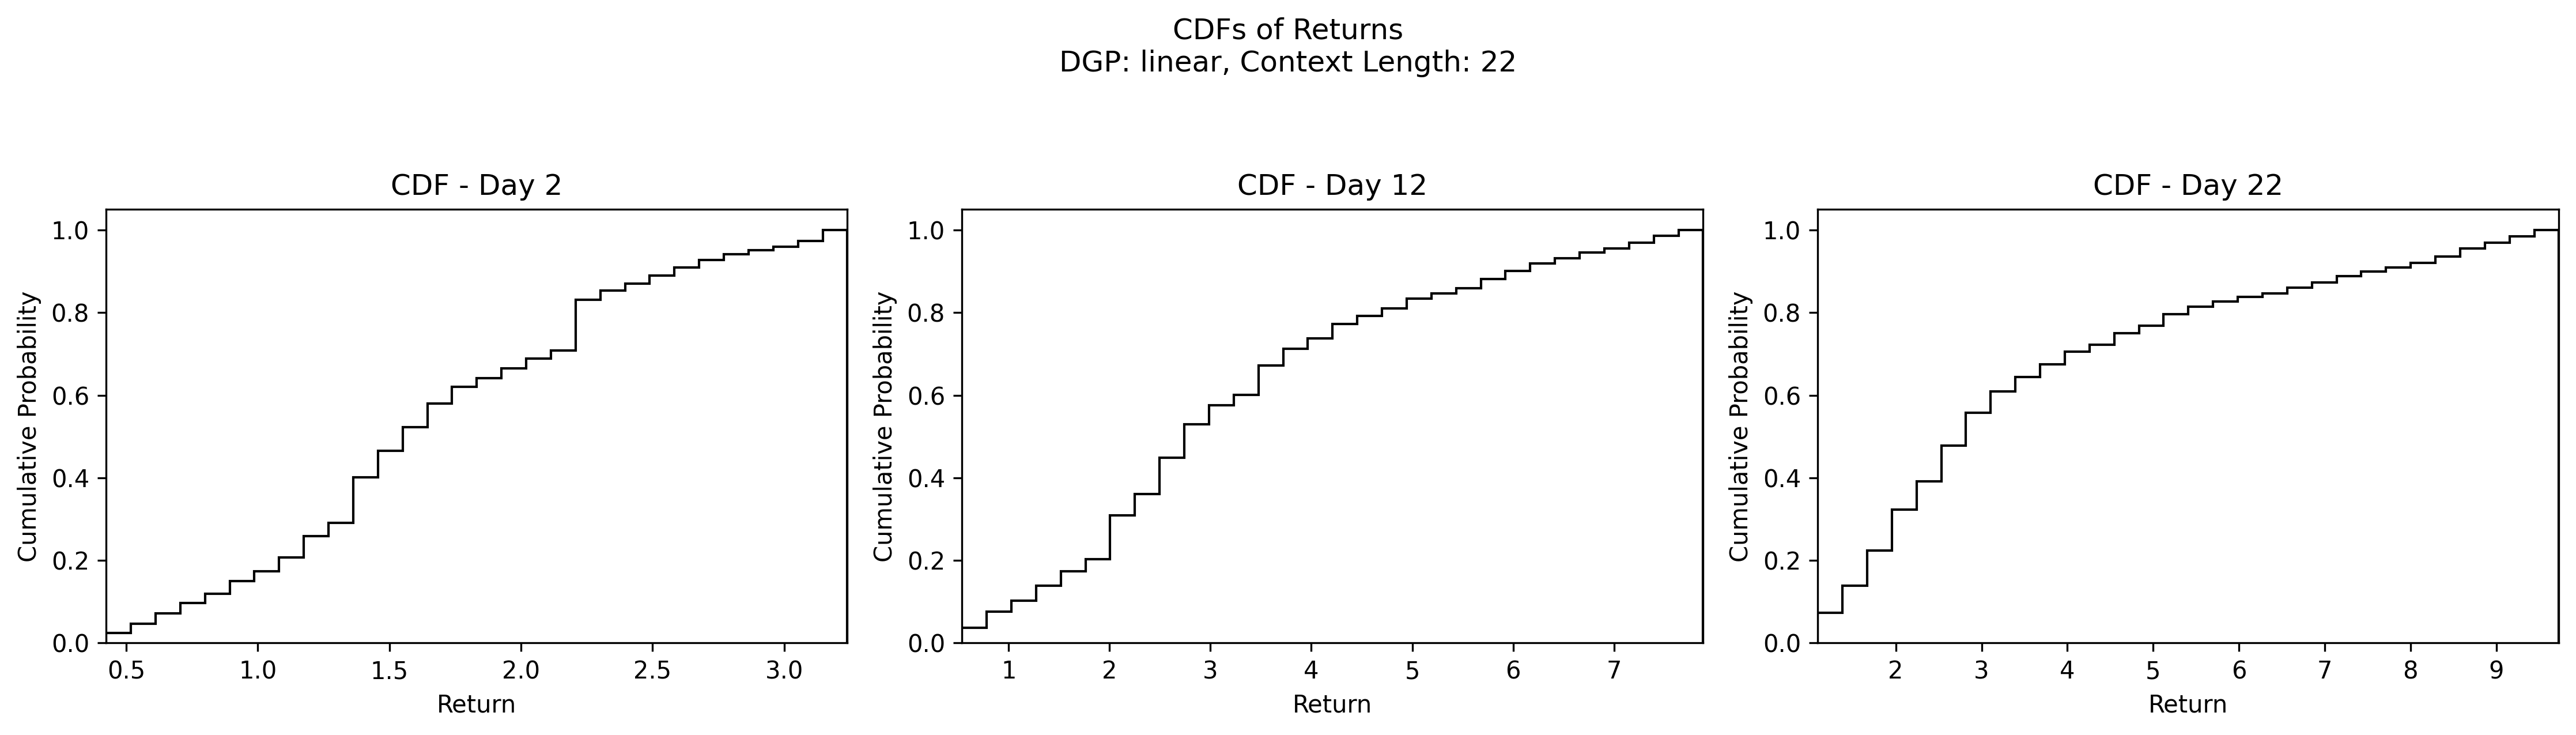 CDFs of Returns
DGP: linear, Context Length: 22
CDF - Day 2
1.0
0.8
0.6
0.4
0.2
0.0
Cumulative Probability
0.5 1.0 1.5 2.0 2.5 3.0
Return
CDF - Day 12
1.0
0.8
0.6
0.4
0.2
0.0
Cumulative Probability
1 2 3 4 5 6 7
Return
CDF - Day 22
1.0
0.8
0.6
0.4
0.2
0.0
Cumulative Probability
2 3 4 5 6 7 8 9
Return